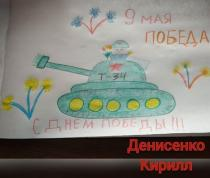 9 МАЯ
ПОБЕДА
Т-34
С ДНЕМ ПОБЕДЫ!!!
Денисенко
Кирилл